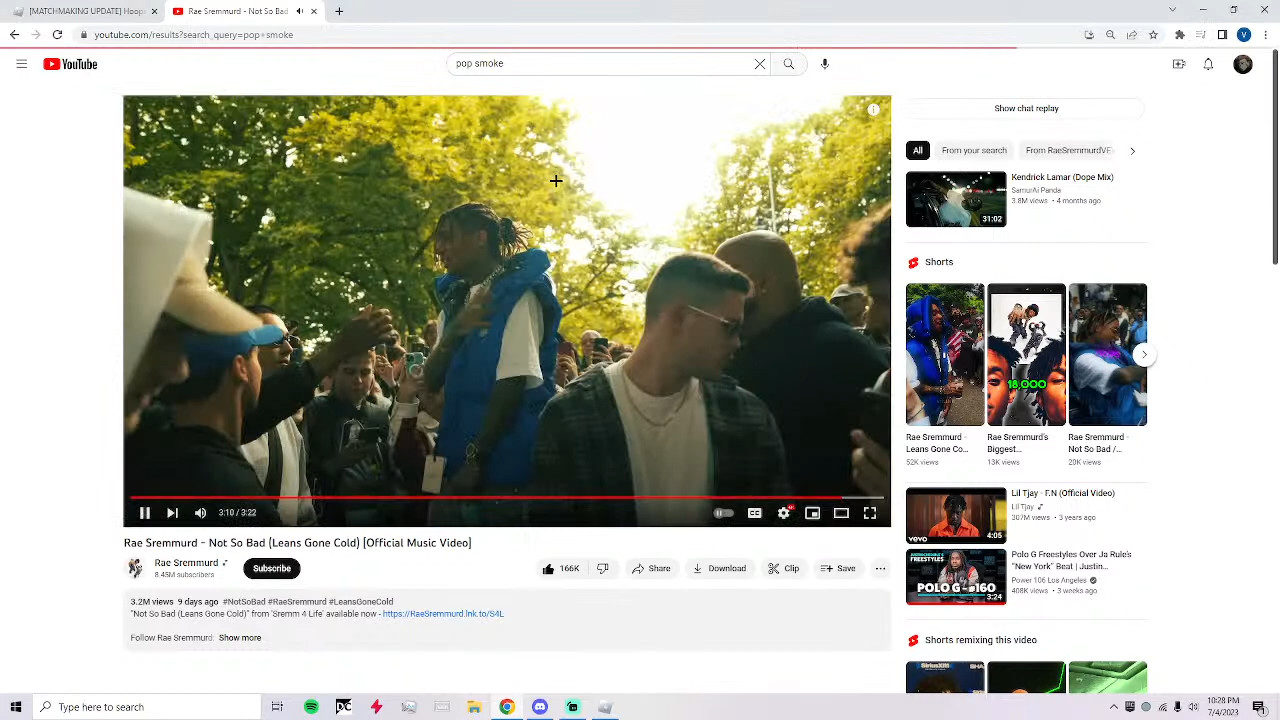 [MATCHMAKING UPDATE] Hoop
Rae Sremmurd - Not So Bad
youtube.com/results?search_query=pop+smoke
V
YouTube
pop smoke
Show chat replay
All
From your search
From RaeSremmurdVE
Kendrick Lamar (Dope Mix)
SamurAi Panda
3.8M views • 4 months ago
31:02
Shorts
18,000
Rae Sremmurd -
Leans Gone Co...
52K views
Rae Sremmurd's
Biggest...
13K views
Rae Sremmurd -
Not So Bad /...
20K views
3:10 / 3:22
CC
Rae Sremmurd - Not So Bad (Leans Gone Cold) [Official Music Video]
Rae Sremmurd
8.45M subscribers
Subscribe
166K
Share
Download
Clip
Save
3.2M views 9 days ago #NotSoBad #RaeSremmurd #LeansGoneCold
"Not So Bad (Leans Gone Cold)" from 'Sremm 4 Life' available now - https://RaeSremmurd.lnk.to/S4L
Follow Rae Sremmurd: Show more
Lil Tjay - F.N (Official Video)
Lil Tjay
307M views • 3 years ago
vevo
4:05
Polo G Freestyles Over Ja Rule's
"New York" Beat | Justin...
Power 106 Los Angeles
408K views • 3 weeks ago
FREESTYLES
POLO G - #160
3:24
Shorts remixing this video
SiriusXM
Type here to search
10:28 PM
7/4/2023